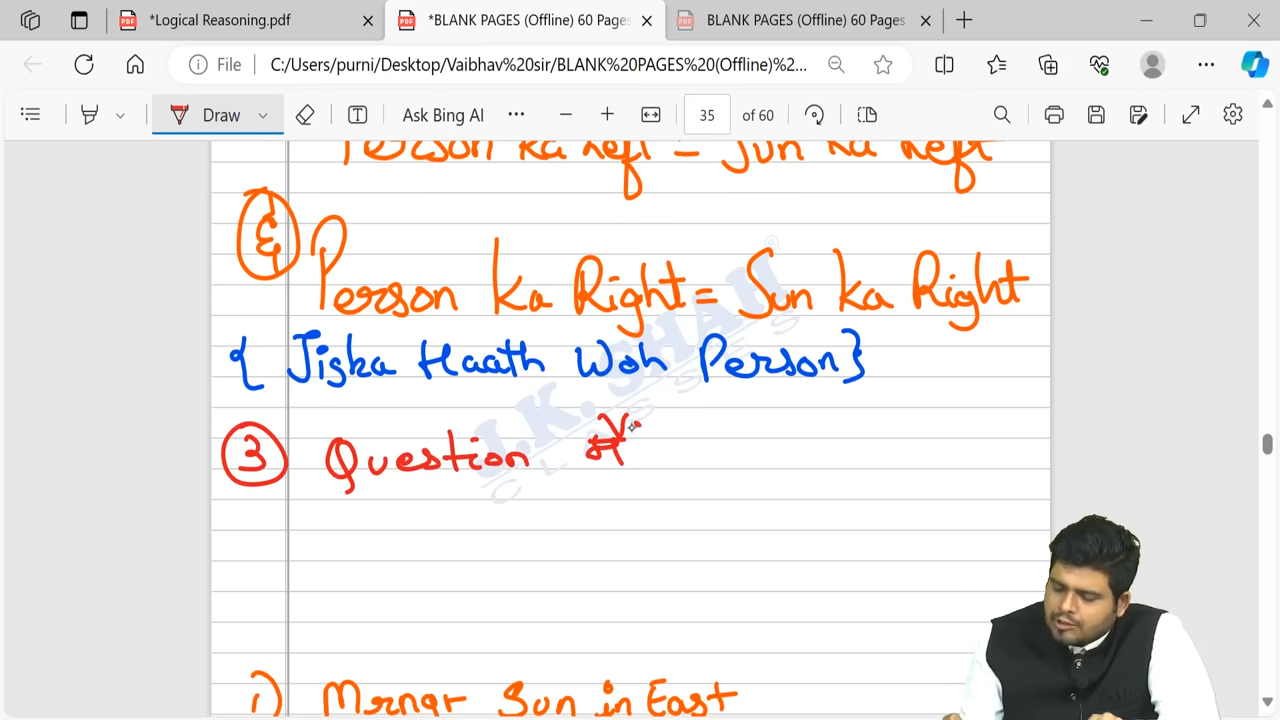 *Logical Reasoning.pdf
*BLANK PAGES (Offline) 60 Pages
BLANK PAGES (Offline) 60 Pages
File
C:/Users/purni/Desktop/Vaibhav%20sir/BLANK%20PAGES%20(Offline)%2...
Draw
Ask Bing AI
35
of 60
Person ka Left = Sun ka Left
&
Person ka Right = Sun ka Right
{ Jiska Haath Woh Person}
3 Question
J.K. SHAH
CLASSES
i) Sun in East